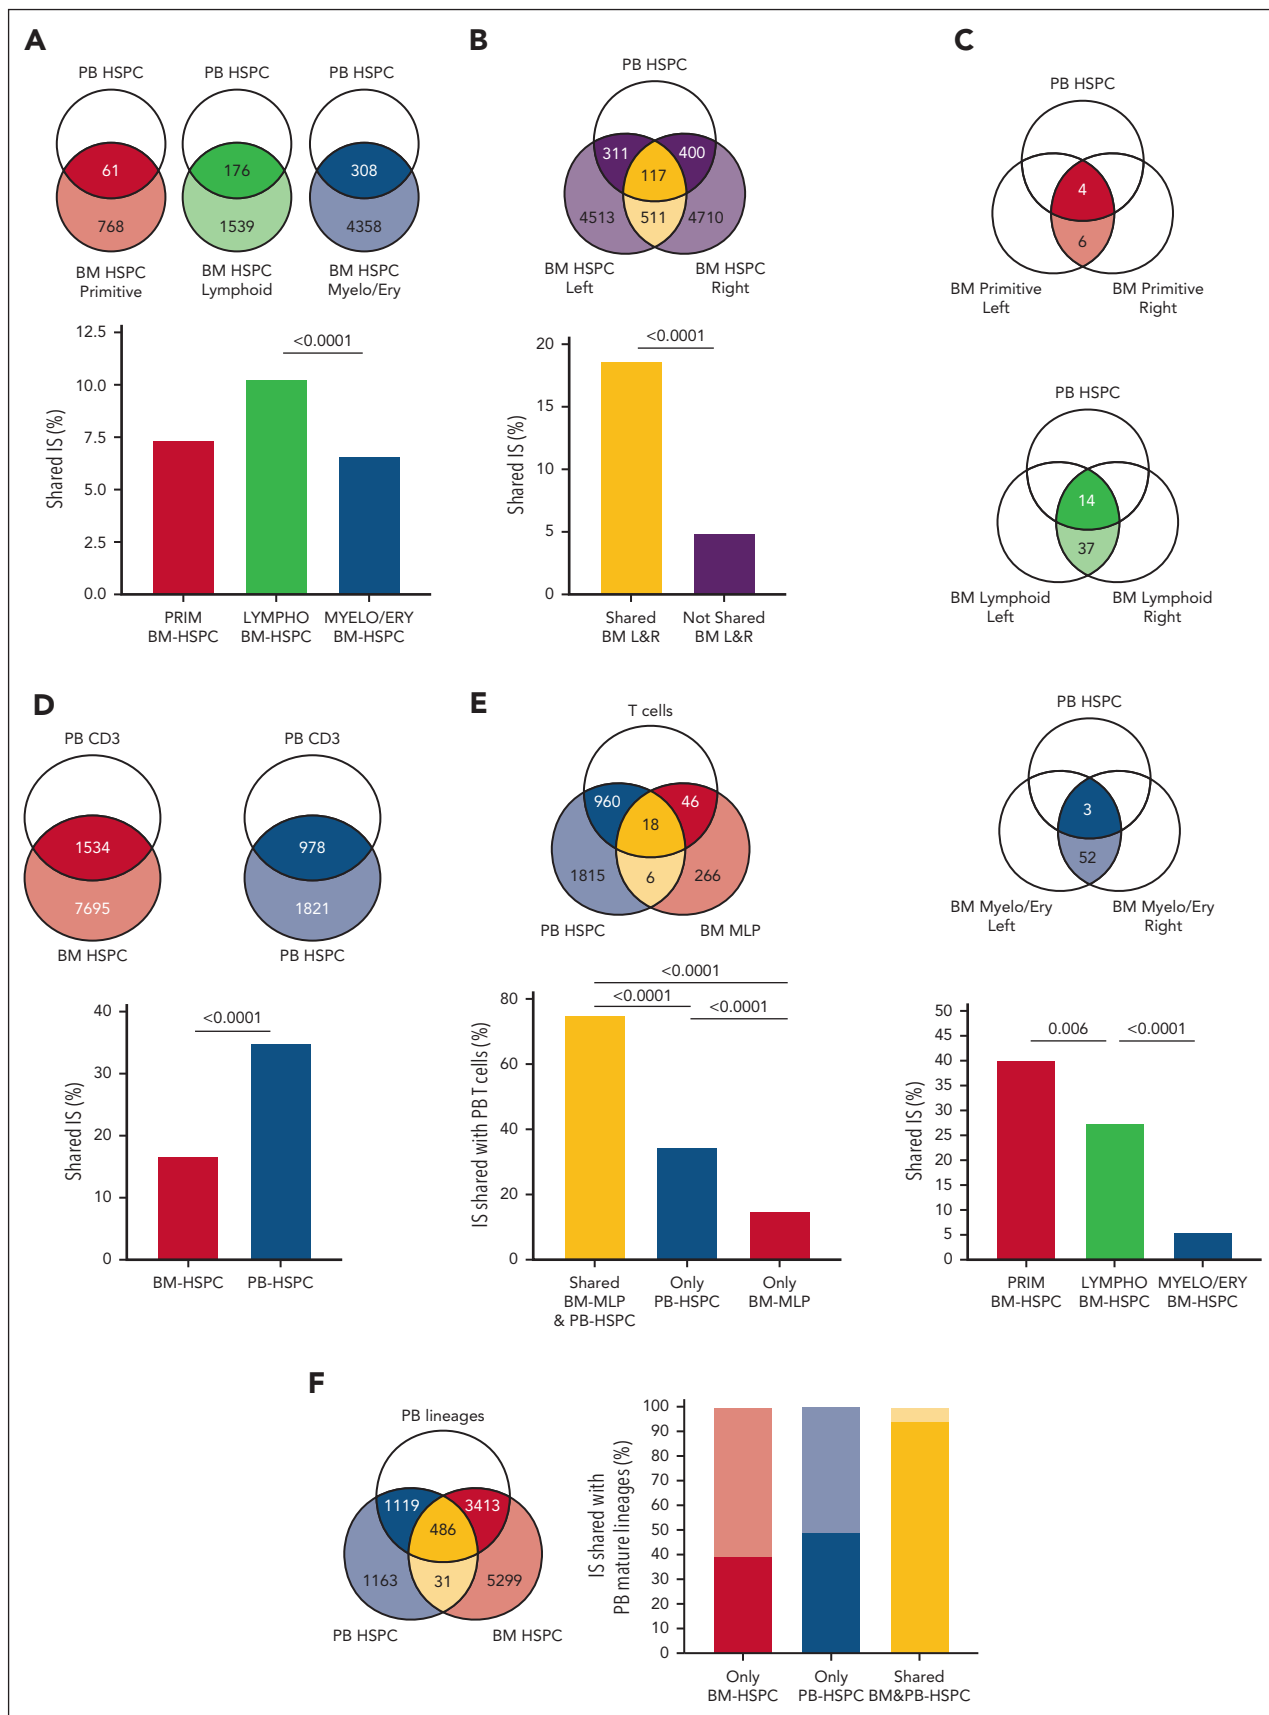 A
PB HSPC
PB HSPC
PB HSPC
61
176
308
768
1539
4358
BM HSPC
Primitive
BM HSPC
Lymphoid
BM HSPC
Myelo/Ery
Shared IS (%)
12.5
10.0
7.5
5.0
2.5
0.0
<0.0001
PRIM
BM-HSPC
LYMPHO
BM-HSPC
MYELO/ERY
BM-HSPC
B
PB HSPC
311
400
117
4513
511
4710
BM HSPC
Left
BM HSPC
Right
Shared IS (%)
20
15
10
5
0
<0.0001
Shared
BM L&R
Not Shared
BM L&R
C
PB HSPC
4
6
BM Primitive
Left
BM Primitive
Right
PB HSPC
14
37
BM Lymphoid
Left
BM Lymphoid
Right
PB HSPC
3
52
BM Myelo/Ery
Left
BM Myelo/Ery
Right
Shared IS (%)
50
45
40
35
30
25
20
15
10
5
0
0.006
<0.0001
PRIM
BM-HSPC
LYMPHO
BM-HSPC
MYELO/ERY
BM-HSPC
D
PB CD3
PB CD3
1534
978
7695
1821
BM HSPC
PB HSPC
Shared IS (%)
40
30
20
10
0
<0.0001
BM-HSPC
PB-HSPC
E
T cells
960
46
18
1815
6
266
PB HSPC
BM MLP
IS shared with PB T cells (%)
80
60
40
20
0
<0.0001
<0.0001
<0.0001
Shared
BM-MLP
& PB-HSPC
Only
PB-HSPC
Only
BM-MLP
F
PB lineages
1119
3413
486
1163
31
5299
PB HSPC
BM HSPC
IS shared with
PB mature lineages (%)
100
90
80
70
60
50
40
30
20
10
0
Only
BM-HSPC
Only
PB-HSPC
Shared
BM&PB-HSPC